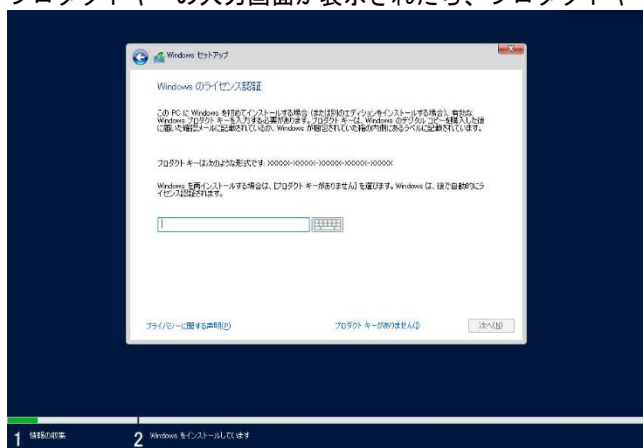 プロダクトキーの入力画面が表示されたら、プロダクトキー
Windows セットアップ
Windows のライセンス認証
この PC に Windows を初めてインストールする場合 (または別のエディションをインストールする場合)、有効な
Windows プロダクト キーを入力する必要があります。プロダクト キーは、Windows のデジタル コピーを購入した後
に届いた確認メールに記載されているか、Windows が梱包されていた箱の内側にあるラベルに記載されています。
プロダクト キーは次のような形式です: XXXXX-XXXXX-XXXXX-XXXXX-XXXXX
Windows を再インストールする場合は、[プロダクト キーがありません] を選びます。Windows は、後で自動的にラ
イセンス認証されます。
プライバシーに関する声明(P)
プロダクト キーがありません(I)
次へ(N)
1 情報の収集
2 Windows をインストールしています